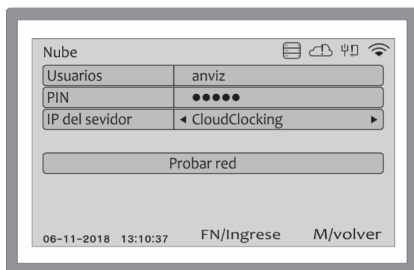 Nube
Usuarios anviz
PIN ●●●●●
IP del sevidor ◄ CloudClocking ►
Probar red
06-11-2018 13:10:37 FN/Ingrese M/volver